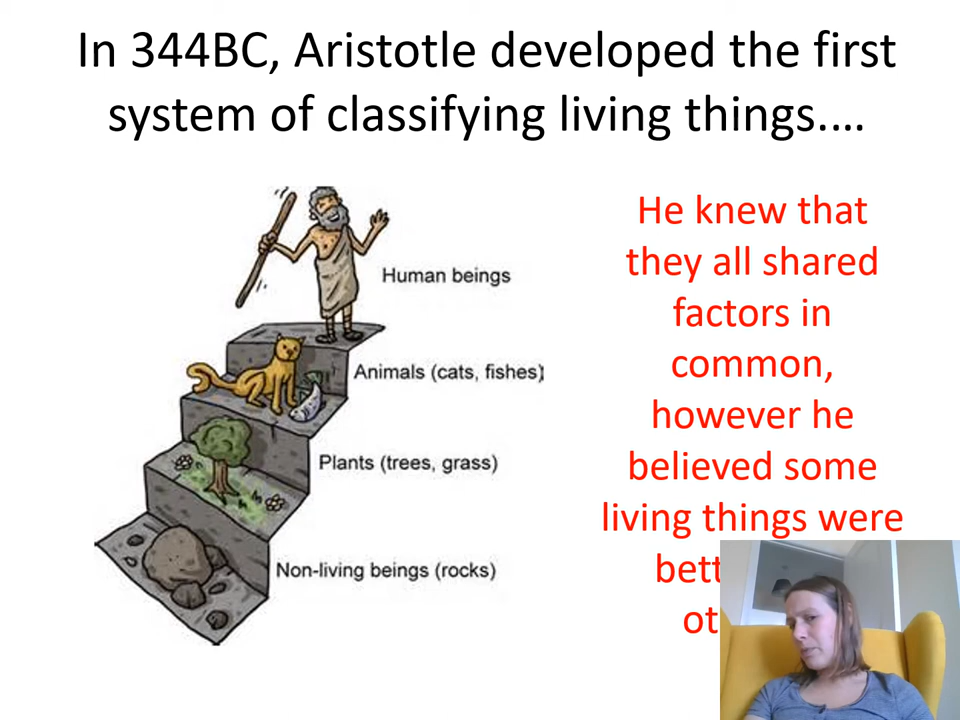 In 344BC, Aristotle developed the first
system of classifying living things.…
He knew that
they all shared
factors in
common,
however he
believed some
living things were
Human beings
Animals (cats, fishes)
Plants (trees, grass)
Non-living beings (rocks)